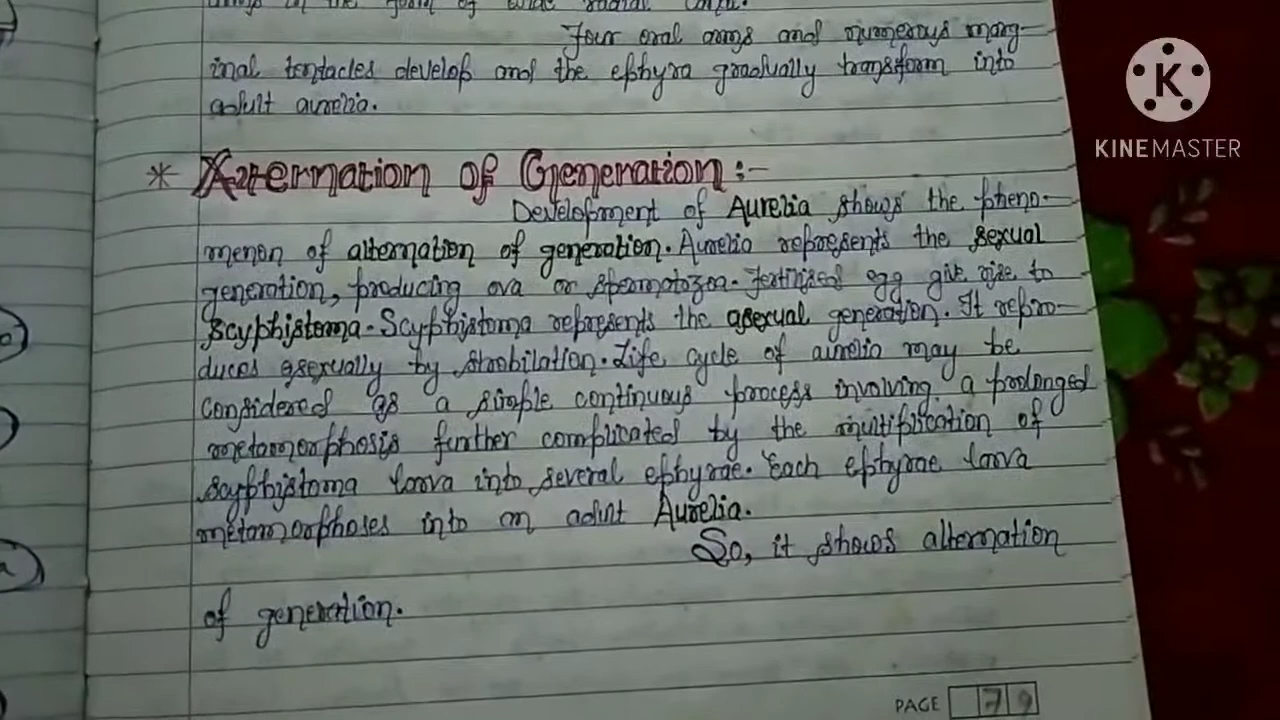 Four oral arms and numerous marg-
inal tentacles develop and the ephyra gradually transform into
adult aurelia.
* Alternation of Generation :-
Development of Aurelia shows the pheno-
menon of alternation of generation. Aurelia represents the sexual
generation, producing ova or spermatozoa. Fertilised egg give rise to
scyphistoma. Scyphistoma represents the asexual generation. It repro-
duces asexually by strobilation. Life cycle of aurelia may be
considered as a simple continuous process involving a prolonged
metamorphosis further complicated by the multiplication of
scyphistoma larva into several ephyrae. Each ephyrae larva
metamorphoses into an adult Aurelia.
So, it shows alternation
of generation.
PAGE 79
K
KINEMASTER